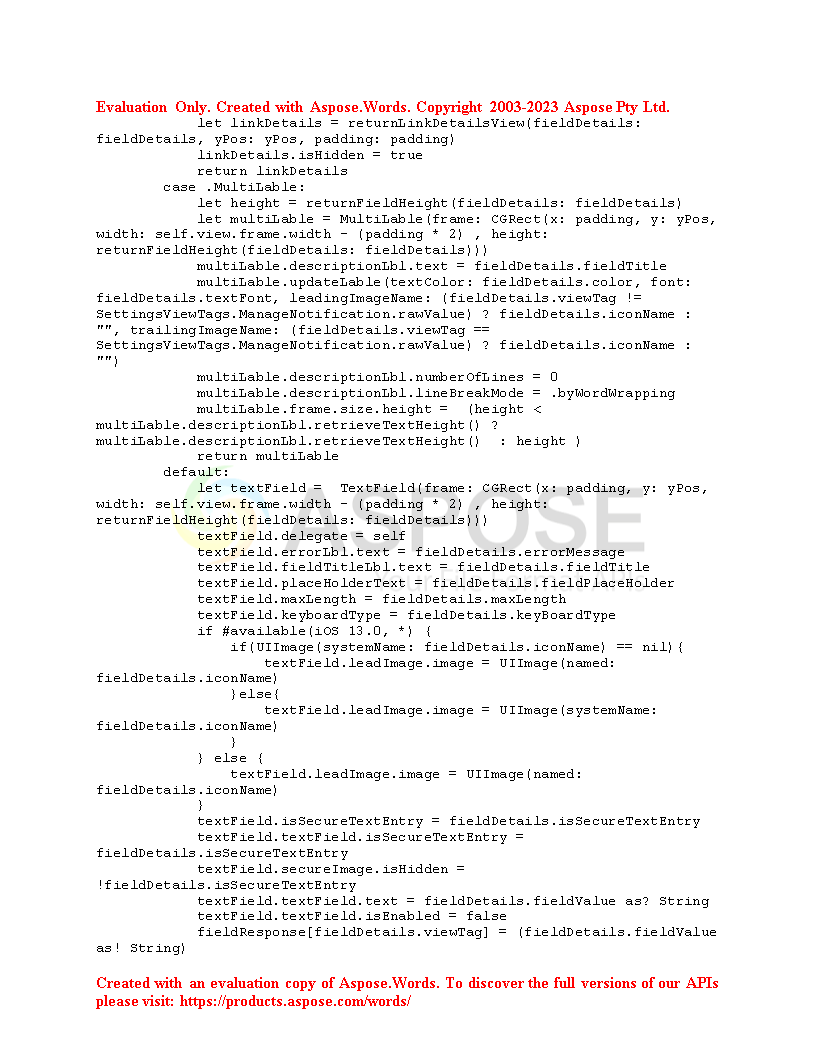 Evaluation Only. Created with Aspose.Words. Copyright 2003-2023 Aspose Pty Ltd.
            let linkDetails = returnLinkDetailsView(fieldDetails:
fieldDetails, yPos: yPos, padding: padding)
            linkDetails.isHidden = true
            return linkDetails
        case .MultiLable:
            let height = returnFieldHeight(fieldDetails: fieldDetails)
            let multiLable = MultiLable(frame: CGRect(x: padding, y: yPos,
width: self.view.frame.width - (padding * 2) , height:
returnFieldHeight(fieldDetails: fieldDetails)))
            multiLable.descriptionLbl.text = fieldDetails.fieldTitle
            multiLable.updateLable(textColor: fieldDetails.color, font:
fieldDetails.textFont, leadingImageName: (fieldDetails.viewTag !=
SettingsViewTags.ManageNotification.rawValue) ? fieldDetails.iconName :
"", trailingImageName: (fieldDetails.viewTag ==
SettingsViewTags.ManageNotification.rawValue) ? fieldDetails.iconName :
"")
            multiLable.descriptionLbl.numberOfLines = 0
            multiLable.descriptionLbl.lineBreakMode = .byWordWrapping
            multiLable.frame.size.height =  (height <
multiLable.descriptionLbl.retrieveTextHeight() ?
multiLable.descriptionLbl.retrieveTextHeight()  : height )
            return multiLable
        default:
            let textField =  TextField(frame: CGRect(x: padding, y: yPos,
width: self.view.frame.width - (padding * 2) , height:
returnFieldHeight(fieldDetails: fieldDetails)))
ASPOSE
            textField.delegate = self
            textField.errorLbl.text = fieldDetails.errorMessage
            textField.fieldTitleLbl.text = fieldDetails.fieldTitle
            textField.placeHolderText = fieldDetails.fieldPlaceHolder
            textField.maxLength = fieldDetails.maxLength
            textField.keyboardType = fieldDetails.keyBoardType
            if #available(iOS 13.0, *) {
                if(UIImage(systemName: fieldDetails.iconName) == nil){
                    textField.leadImage.image = UIImage(named:
fieldDetails.iconName)
                }else{
                    textField.leadImage.image = UIImage(systemName:
fieldDetails.iconName)
                }
            } else {
                textField.leadImage.image = UIImage(named:
fieldDetails.iconName)
            }
            textField.isSecureTextEntry = fieldDetails.isSecureTextEntry
            textField.textField.isSecureTextEntry =
fieldDetails.isSecureTextEntry
            textField.secureImage.isHidden =
!fieldDetails.isSecureTextEntry
            textField.textField.text = fieldDetails.fieldValue as? String
            textField.textField.isEnabled = false
            fieldResponse[fieldDetails.viewTag] = (fieldDetails.fieldValue
as! String)
Created with an evaluation copy of Aspose.Words. To discover the full versions of our APIs
please visit: https://products.aspose.com/words/